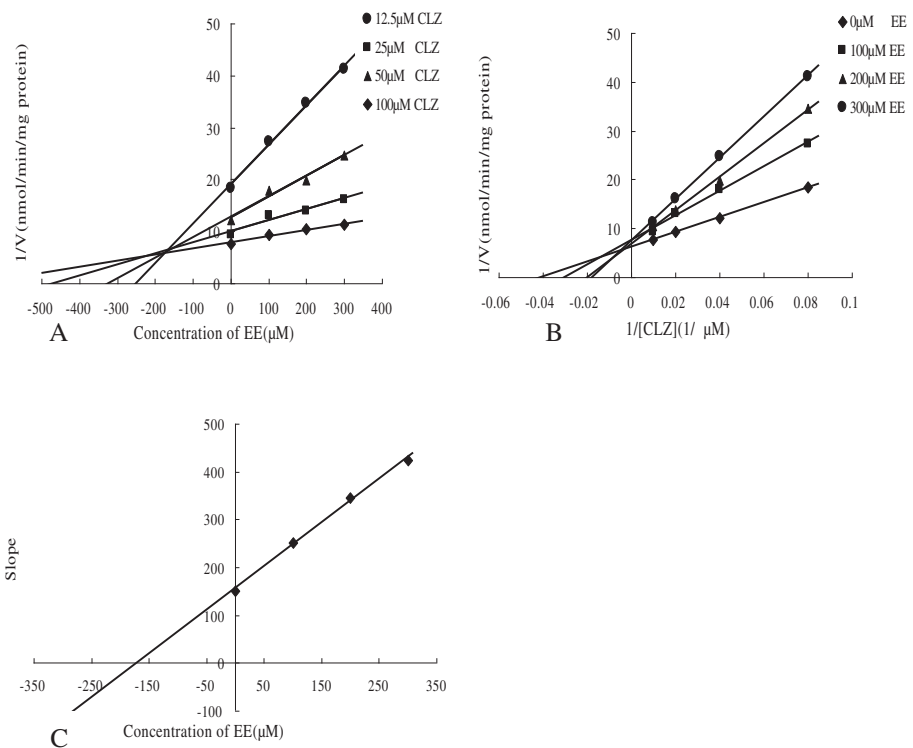 12.5μM CLZ
25μM CLZ
50μM CLZ
100μM CLZ
1/V(nmol/min/mg protein)
50
40
30
20
10
0
-500 -400 -300 -200 -100 0 100 200 300 400
A
Concentration of EE(μM)
0μM EE
100μM EE
200μM EE
300μM EE
1/V(nmol/min/mg protein)
50
40
30
20
10
0
-0.06 -0.04 -0.02 0 0.02 0.04 0.06 0.08 0.1
B
1/[CLZ](1/ μM)
Slope
500
400
300
200
100
0
-100
-350 -250 -150 -50 50 150 250 350
C
Concentration of EE(μM)